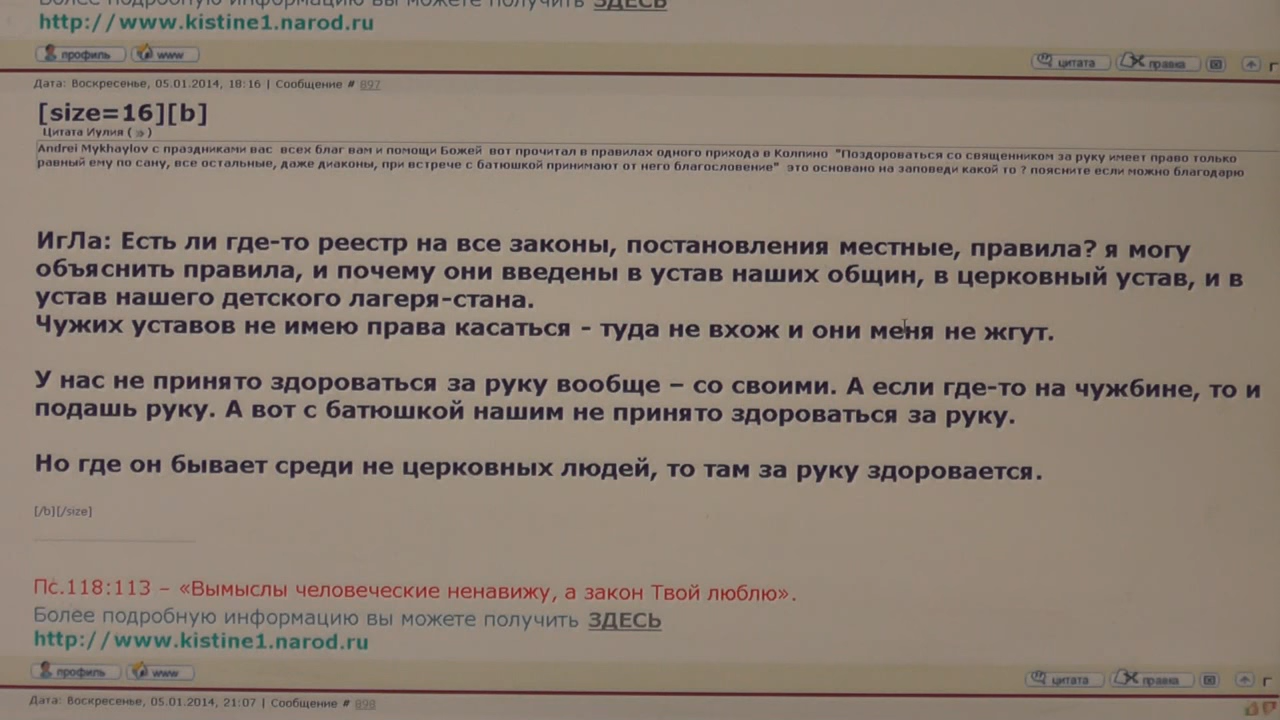 Более подробную информацию вы можете получить ЗДЕСЬ
http://www.kistine1.narod.ru
профиль www цитата правка
Дата: Воскресенье, 05.01.2014, 18:16 | Сообщение # 897
[size=16][b]
Цитата Иулия ( » )
Andrei Mykhaylov с праздниками вас всех благ вам и помощи Божей вот прочитал в правилах одного прихода в Колпино "Поздороваться со священником за руку имеет право только
равный ему по сану, все остальные, даже диаконы, при встрече с батюшкой принимают от него благословение" это основано на заповеди какой то ? поясните если можно благодарю
ИгЛа: Есть ли где-то реестр на все законы, постановления местные, правила? я могу
объяснить правила, и почему они введены в устав наших общин, в церковный устав, и в
устав нашего детского лагеря-стана.
Чужих уставов не имею права касаться - туда не вхож и они меня не жгут.
У нас не принято здороваться за руку вообще – со своими. А если где-то на чужбине, то и
подашь руку. А вот с батюшкой нашим не принято здороваться за руку.
Но где он бывает среди не церковных людей, то там за руку здоровается.
[/b][/size]
Пс.118:113 – «Вымыслы человеческие ненавижу, а закон Твой люблю».
Более подробную информацию вы можете получить ЗДЕСЬ
http://www.kistine1.narod.ru
профиль www цитата правка
Дата: Воскресенье, 05.01.2014, 21:07 | Сообщение # 898